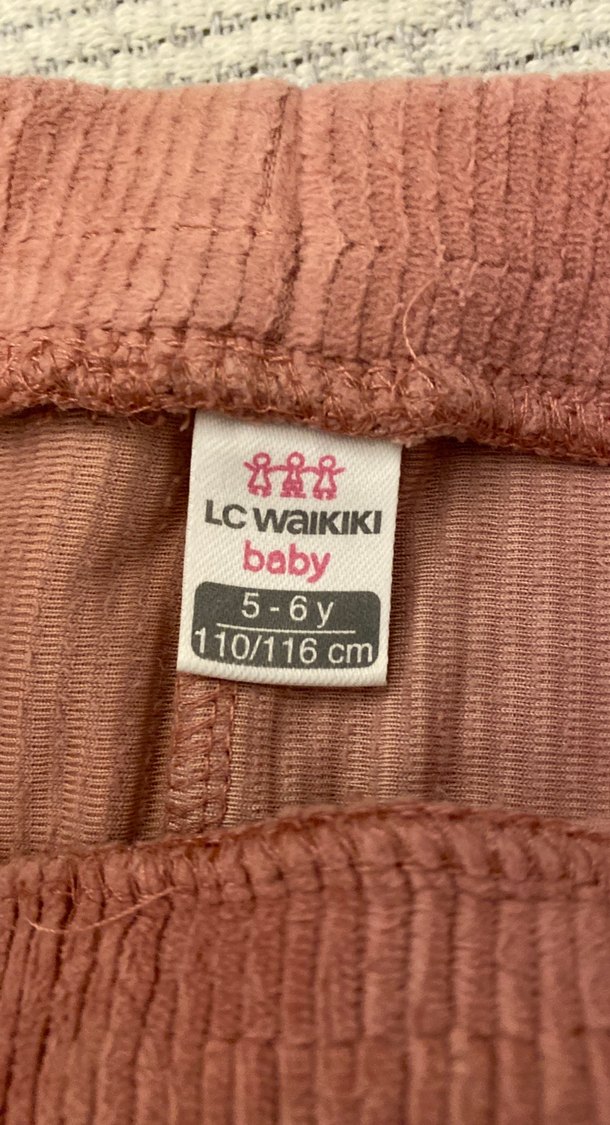 LC WAIKIKI
baby
5 - 6 y
110/116 cm